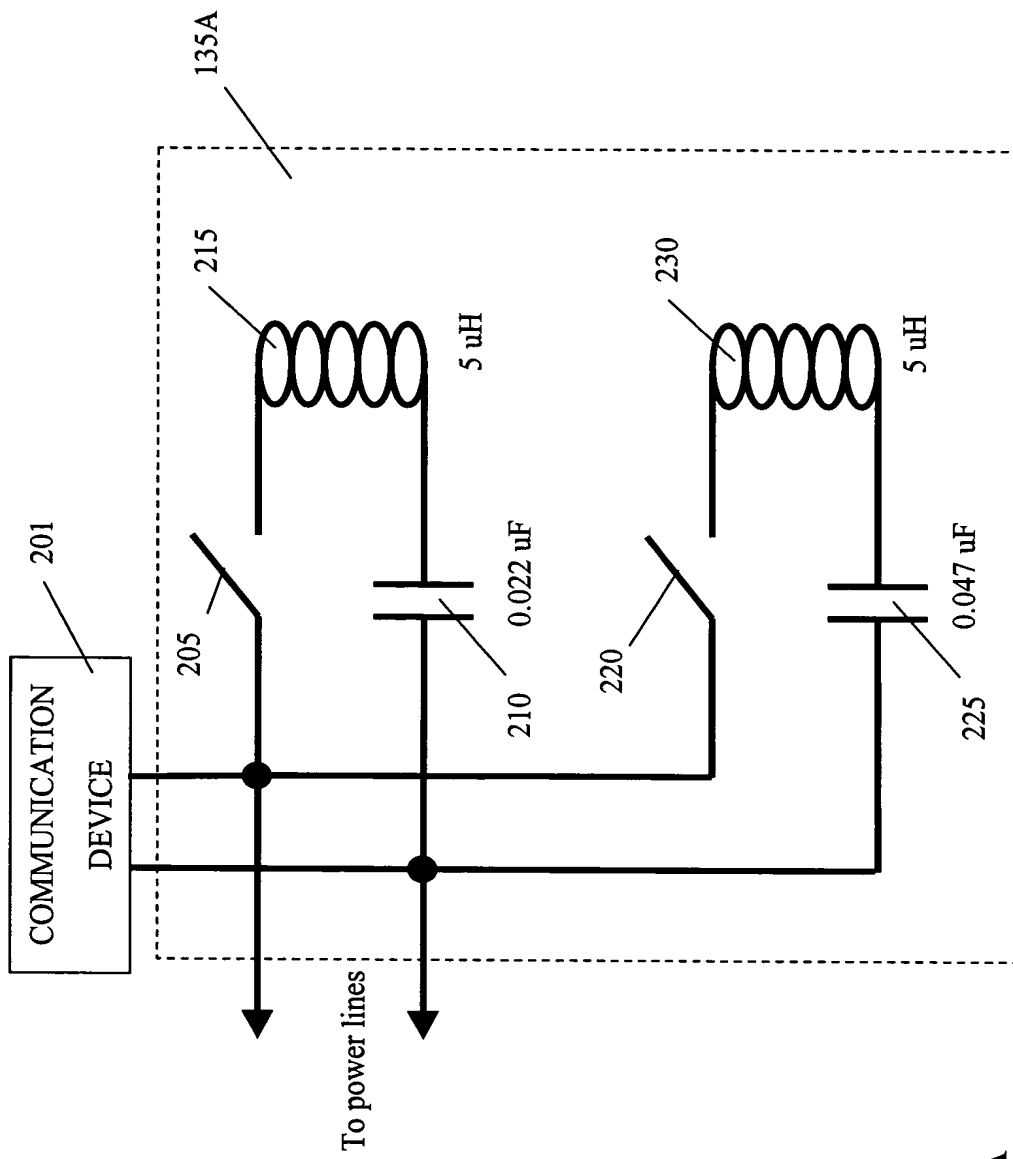 COMMUNICATION
DEVICE
201
135A
205
215
0.022 uF
210
5 uH
To power lines
220
230
0.047 uF
225
5 uH